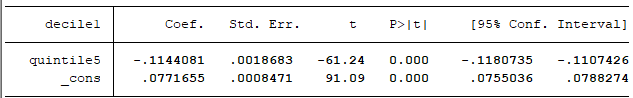 decile1 Coef. Std. Err. t P>|t| [95% Conf. Interval]
quintile5 -.1144081 .0018683 -61.24 0.000 -.1180735 -.1107426
_cons .0771655 .0008471 91.09 0.000 .0755036 .0788274